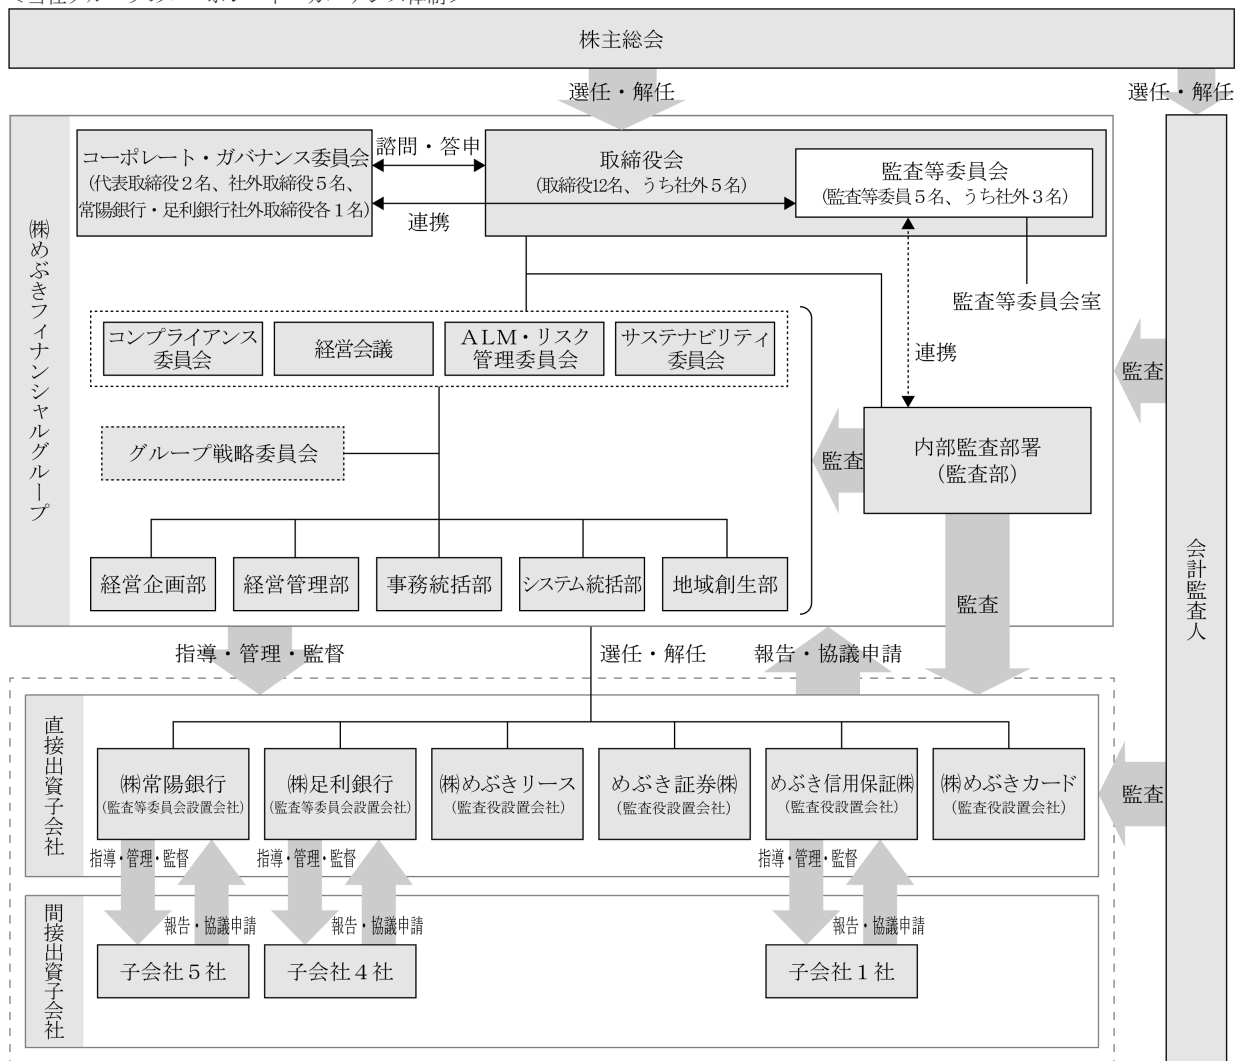 株主総会
選任・解任
選任・解任
コーポレート・ガバナンス委員会
(代表取締役2名、社外取締役5名、
常陽銀行・足利銀行社外取締役各1名)
諮問・答申
連携
取締役会
(取締役12名、うち社外5名)
監査等委員会
(監査等委員5名、うち社外3名)
監査等委員会室
㈱めぶきフィナンシャルグループ
コンプライアンス
委員会
経営会議
ALM・リスク
管理委員会
サステナビリティ
委員会
連携
監査
グループ戦略委員会
監査
内部監査部署
(監査部)
経営企画部
経営管理部
事務統括部
システム統括部
地域創生部
監査
会計監査人
指導・管理・監督
選任・解任
報告・協議申請
直接出資子会社
㈱常陽銀行
(監査等委員会設置会社)
㈱足利銀行
(監査等委員会設置会社)
㈱めぶきリース
(監査役設置会社)
めぶき証券㈱
(監査役設置会社)
めぶき信用保証㈱
(監査役設置会社)
㈱めぶきカード
(監査役設置会社)
監査
指導・管理・監督
指導・管理・監督
指導・管理・監督
間接出資子会社
報告・協議申請
報告・協議申請
報告・協議申請
子会社5社
子会社4社
子会社1社